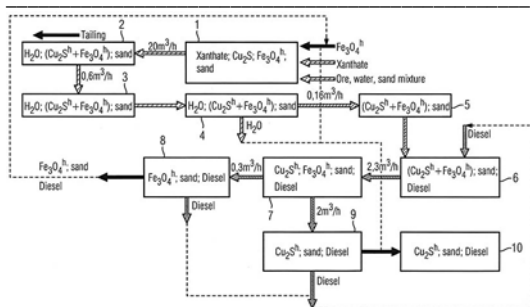 Tailing
2
1
H₂O; (Cu₂Sʰ+Fe₃O₄ʰ); sand
20m³/h
Xanthate; Cu₂S; Fe₃O₄ʰ;
sand
Fe₃O₄ʰ
Xanthate
Ore, water, sand mixture
0,6m³/h
3
H₂O; (Cu₂Sʰ+Fe₃O₄ʰ); sand
H₂O; (Cu₂Sʰ+Fe₃O₄ʰ); sand
0,16m³/h
(Cu₂Sʰ+Fe₃O₄ʰ); sand
5
4
H₂O
Diesel
8
Fe₃O₄ʰ, sand
Diesel
Fe₃O₄ʰ; sand; Diesel
0,3m³/h
Cu₂Sʰ; Fe₃O₄ʰ; sand;
Diesel
2,3m³/h
(Cu₂Sʰ+Fe₃O₄ʰ); sand;
Diesel
6
7
Diesel
2m³/h
9
Cu₂Sʰ; sand; Diesel
Cu₂Sʰ; sand; Diesel
10
Diesel